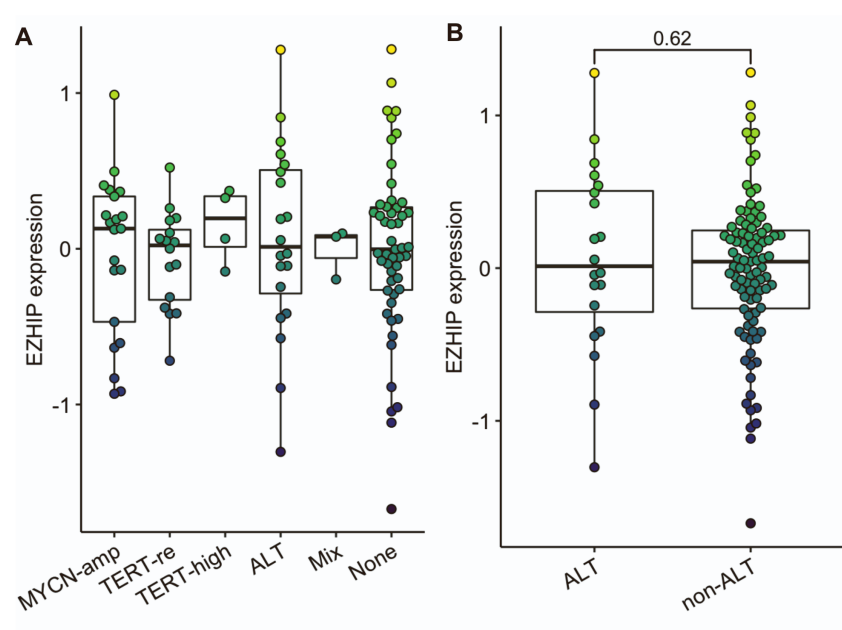 A
EZHIP expression
1
0
-1
MYCN-amp
TERT-re
TERT-high
ALT
Mix
None
B
0.62
EZHIP expression
1
0
-1
ALT
non-ALT